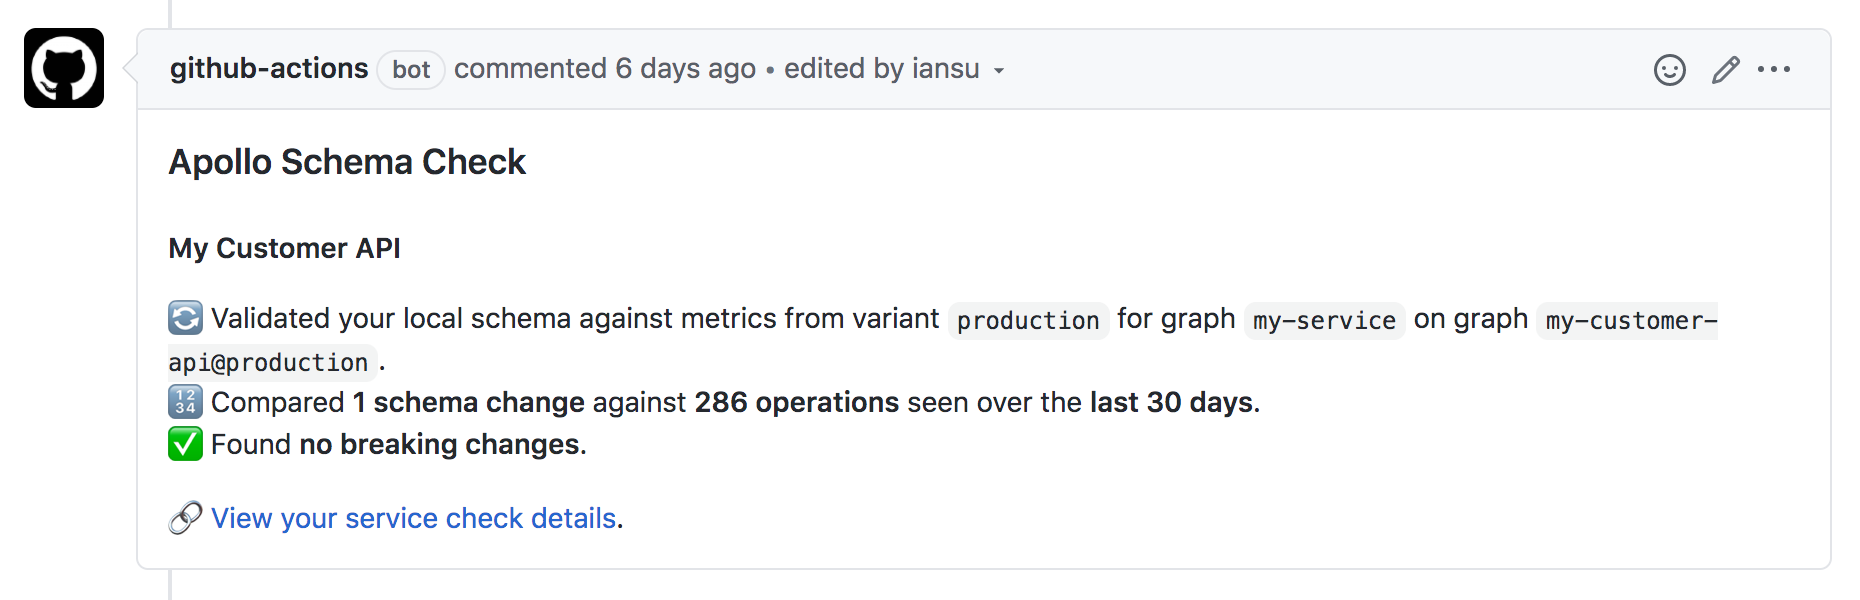 github-actions bot commented 6 days ago • edited by iansu
Apollo Schema Check
My Customer API
Validated your local schema against metrics from variant production for graph my-service on graph my-customer-
api@production.
1234 Compared 1 schema change against 286 operations seen over the last 30 days.
Found no breaking changes.
View your service check details.